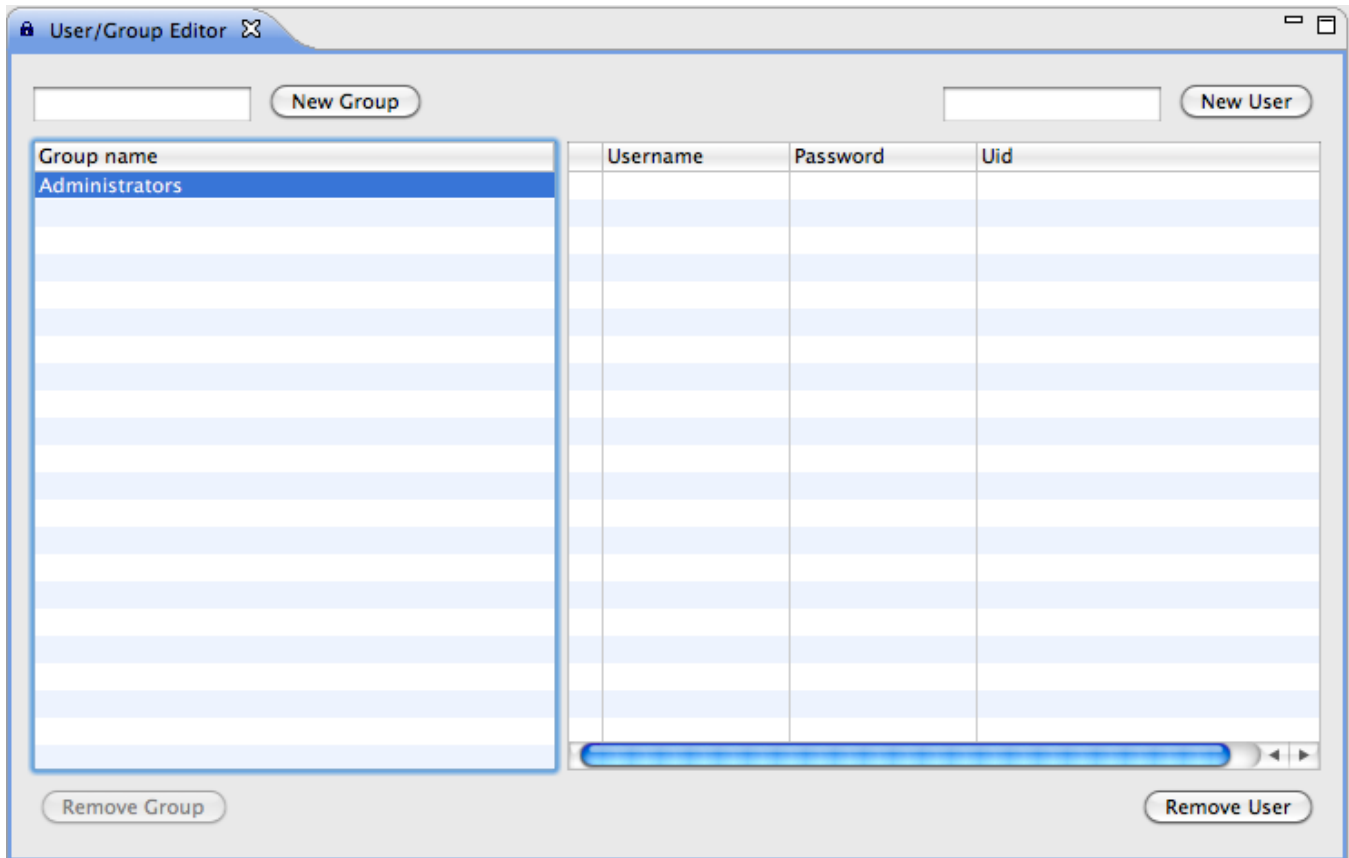 User/Group Editor
New Group
New User
Group name
Username Password Uid
Administrators
Remove Group
Remove User